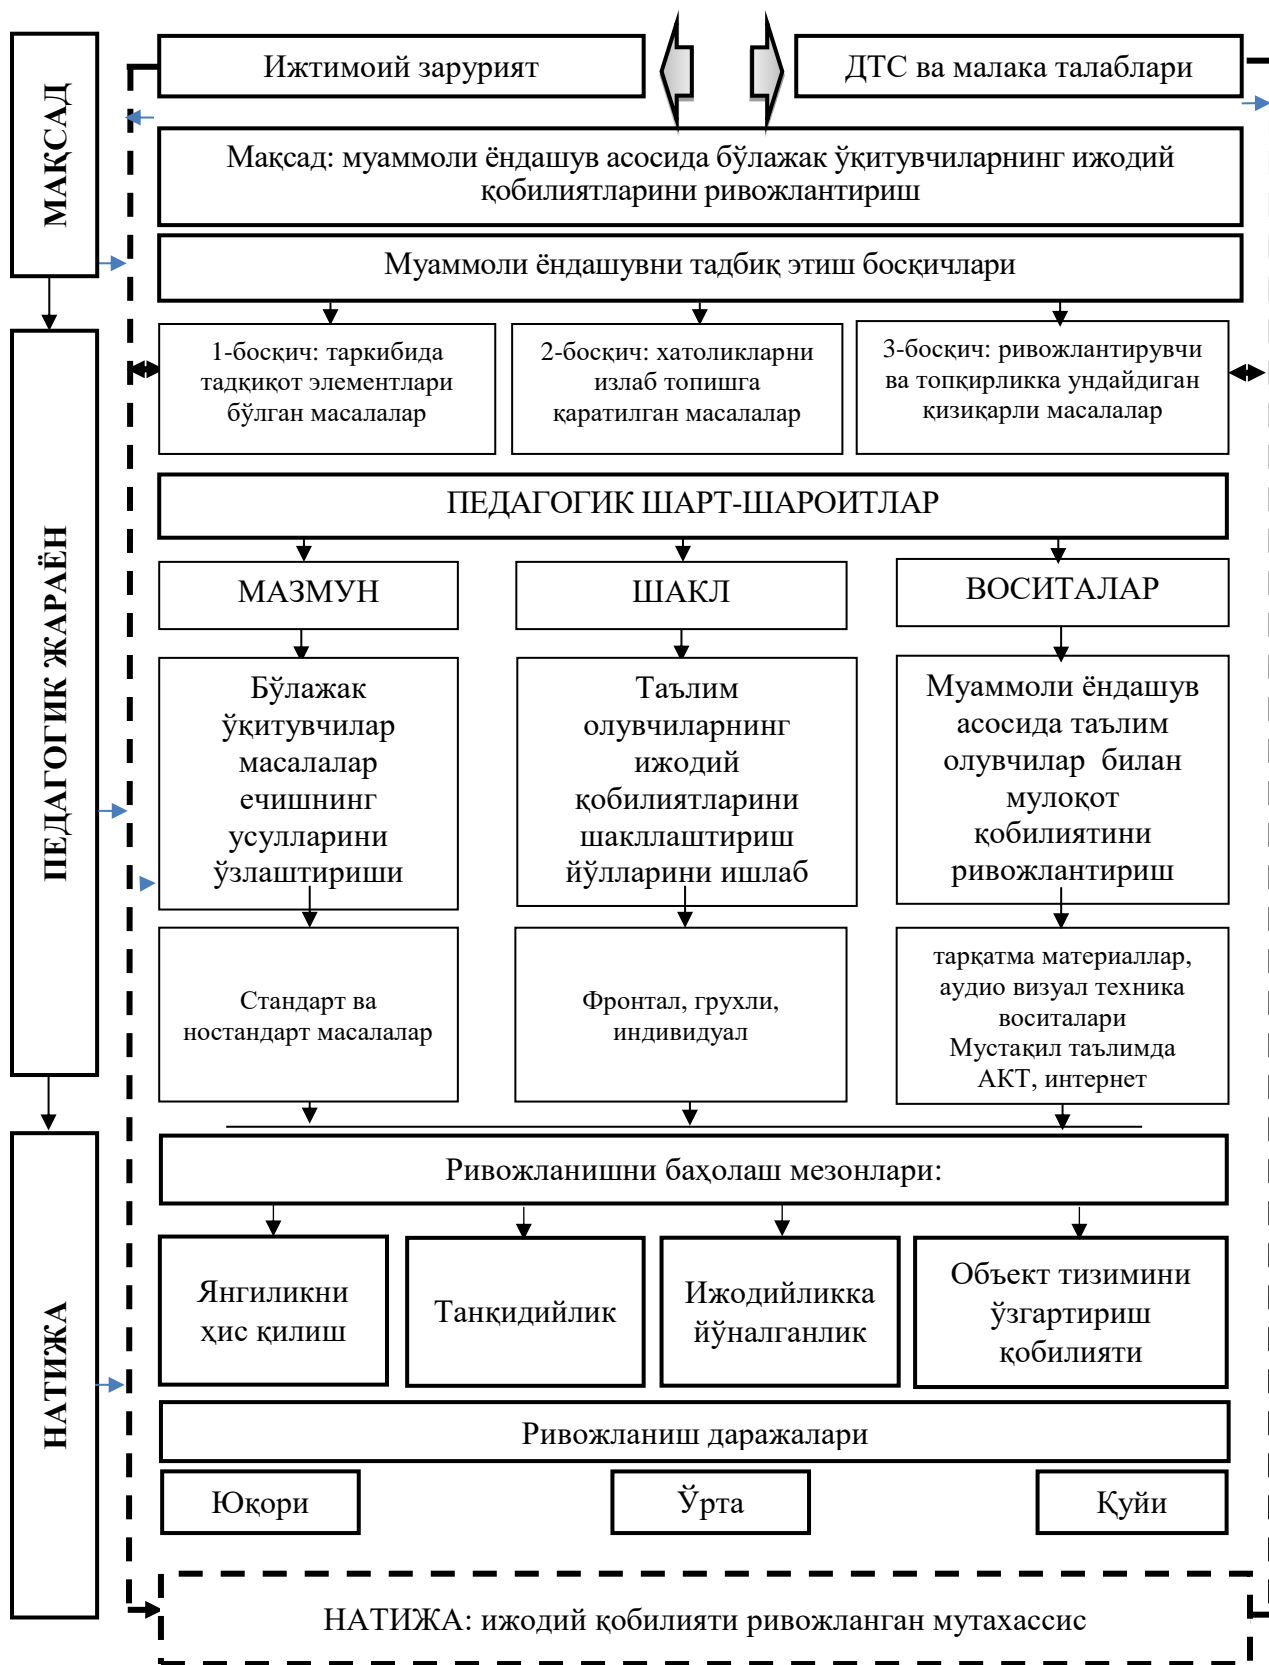 МАҚСАД
Ижтимоий зарурият
ДТС ва малака талаблари
Мақсад: муаммоли ёндашув асосида бўлажак ўқитувчиларнинг ижодий
қобилиятларини ривожлантириш
Муаммоли ёндашувни тадбиқ этиш босқичлари
ПЕДАГОГИК ЖАРАЁН
1-босқич: таркибида
тадқиқот элементлари
бўлган масалалар
2-босқич: хатоликларни
излаб топишга
қаратилган масалалар
3-босқич: ривожлантирувчи
ва топқирликка ундайдиган
қизиқарли масалалар
ПЕДАГОГИК ШАРТ-ШАРОИТЛАР
МАЗМУН
ШАКЛ
ВОСИТАЛАР
Бўлажак
ўқитувчилар
масалалар
ечишнинг
усулларини
ўзлаштириши
Таълим
олувчиларнинг
ижодий
қобилиятларини
шакллаштириш
йўлларини ишлаб
Муаммоли ёндашув
асосида таълим
олувчилар билан
мулоқот
қобилиятини
ривожлантириш
Стандарт ва
ностандарт масалалар
Фронтал, грухли,
индивидуал
тарқатма материаллар,
аудио визуал техника
воситалари
Мустақил таълимда
АКТ, интернет
НАТИЖА
Ривожланишни баҳолаш мезонлари:
Янгиликни
ҳис қилиш
Танқидийлик
Ижодийликка
йўналганлик
Объект тизимини
ўзгартириш
қобилияти
Ривожланиш даражалари
Юқори
Ўрта
Қуйи
НАТИЖА: ижодий қобилияти ривожланган мутахассис